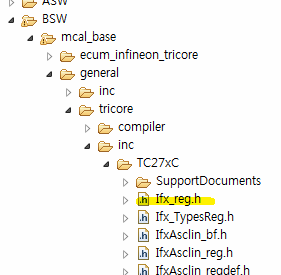 ASW
BSW
mcal_base
ecum_infineon_tricore
general
inc
tricore
compiler
inc
TC27xC
SupportDocuments
Ifx_reg.h
Ifx_TypesReg.h
IfxAsclin_bf.h
IfxAsclin_reg.h
IfxAsclin_regdef.h